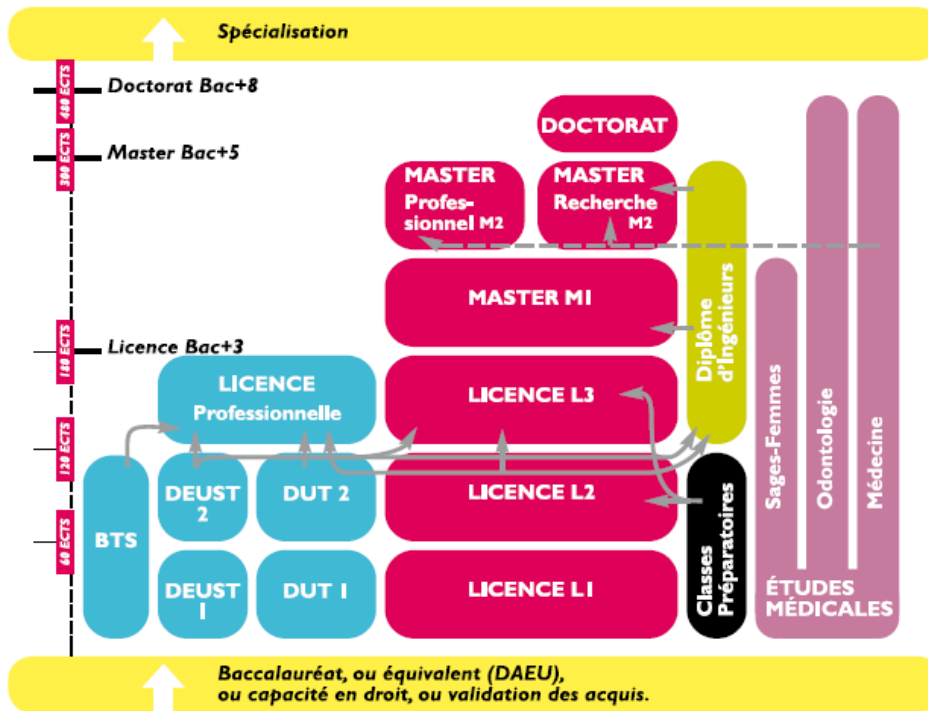 Spécialisation
480 ECTS
Doctorat Bac+8
300 ECTS
Master Bac+5
DOCTORAT
MASTER
Profes-
sionnel M2
MASTER
Recherche
M2
MASTER M1
Diplôme
d'Ingénieurs
180 ECTS
Licence Bac+3
LICENCE
Professionnelle
LICENCE L3
120 ECTS
BTS
DEUST
2
DUT 2
LICENCE L2
60 ECTS
DEUST
1
DUT 1
LICENCE L1
Classes
Préparatoires
Sages-Femmes
Odontologie
Médecine
ÉTUDES
MÉDICALES
Baccalauréat, ou équivalent (DAEU),
ou capacité en droit, ou validation des acquis.